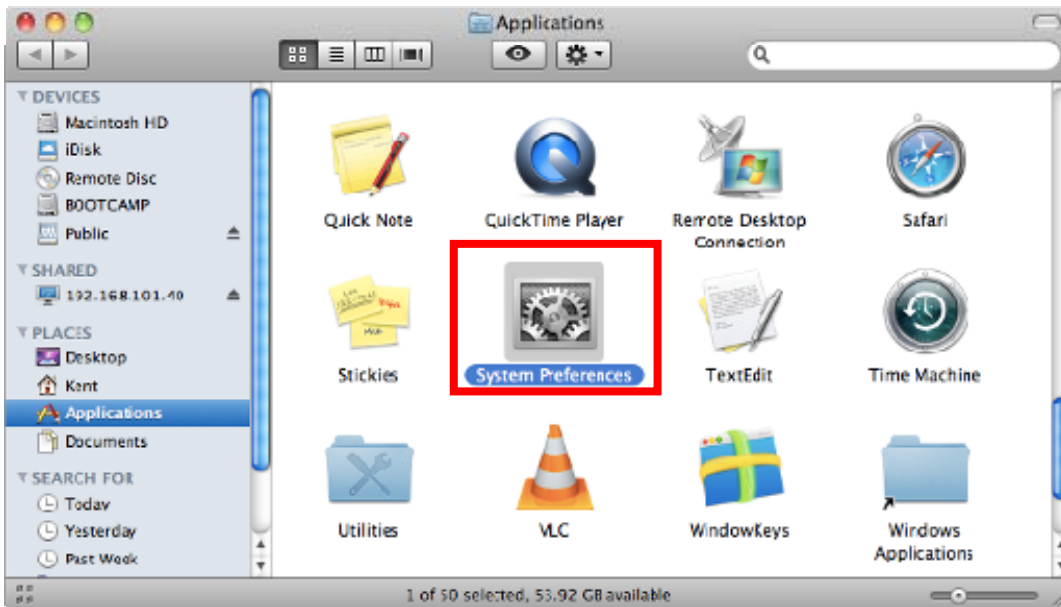 Applications
DEVICES
Macintosh HD
iDisk
Remote Disc
BOOTCAMP
Public
SHARED
192.168.101.40
PLACES
Desktop
Kent
Applications
Documents
SEARCH FOR
Today
Yesterday
Past Week
Quick Note
QuickTime Player
Remote Desktop
Connection
Safari
Stickies
System Preferences
TextEdit
Time Machine
Utilities
VLC
WindowKeys
Windows
Applications
1 of 50 selected, 53.92 GB available